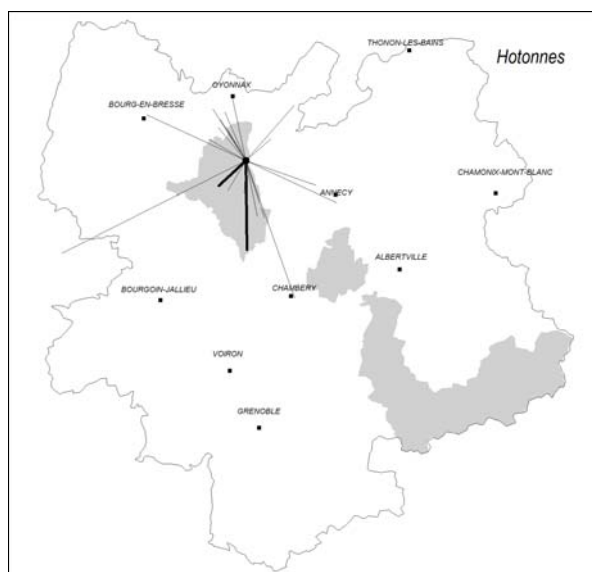 THONON-LES-BAINS
Hotonnes
OYONNAX
BOURG-EN-BRESSE
ANNECY
CHAMONIX-MONT-BLANC
ALBERTVILLE
BOURGOIN-JALLIEU
CHAMBERY
VOIRON
GRENOBLE